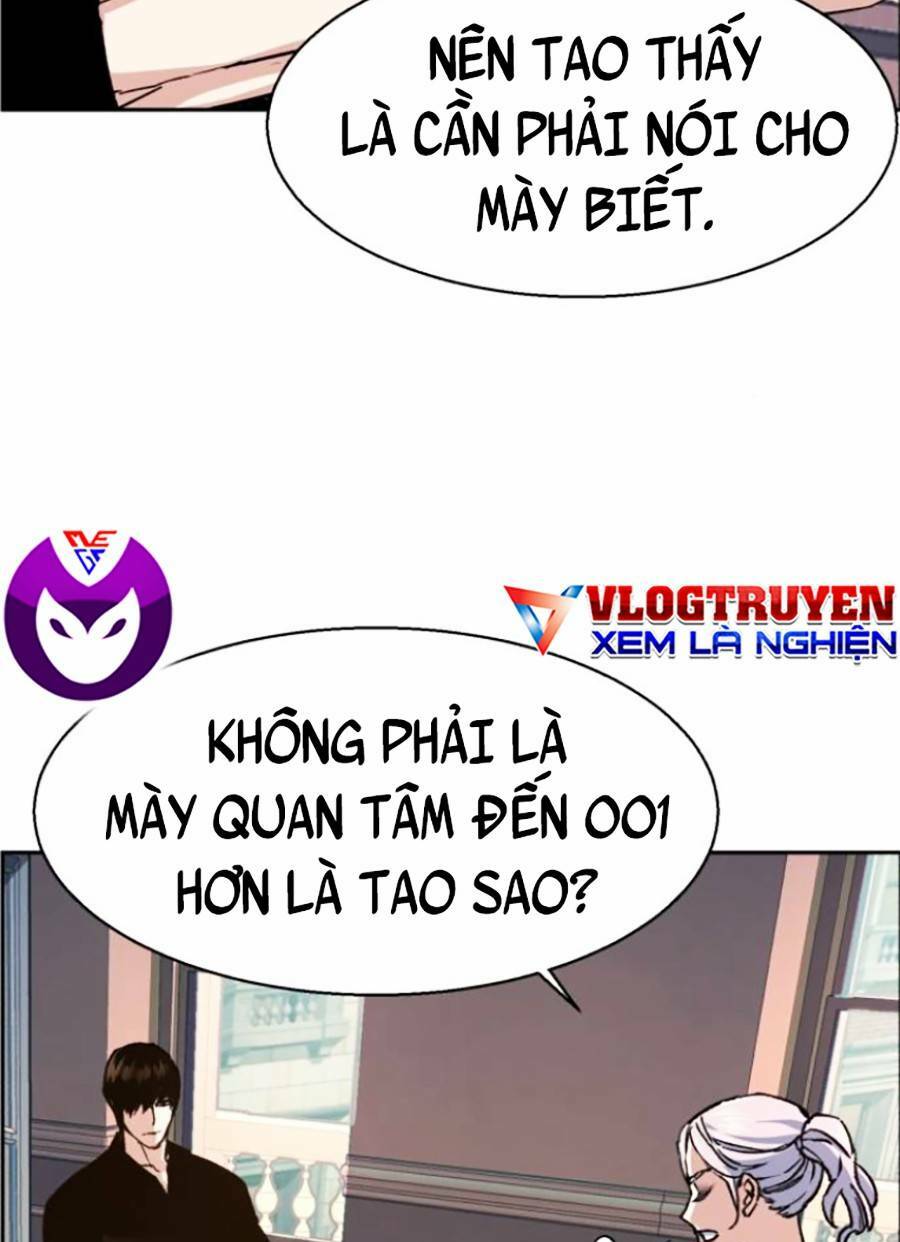 NÊN TAO THẤY
LÀ CẦN PHẢI NÓI CHO
MÀY BIẾT.
VLOGTRUYEN
XEM LÀ NGHIỆN
KHÔNG PHẢI LÀ
MÀY QUAN TÂM ĐẾN 001
HƠN LÀ TAO SAO?